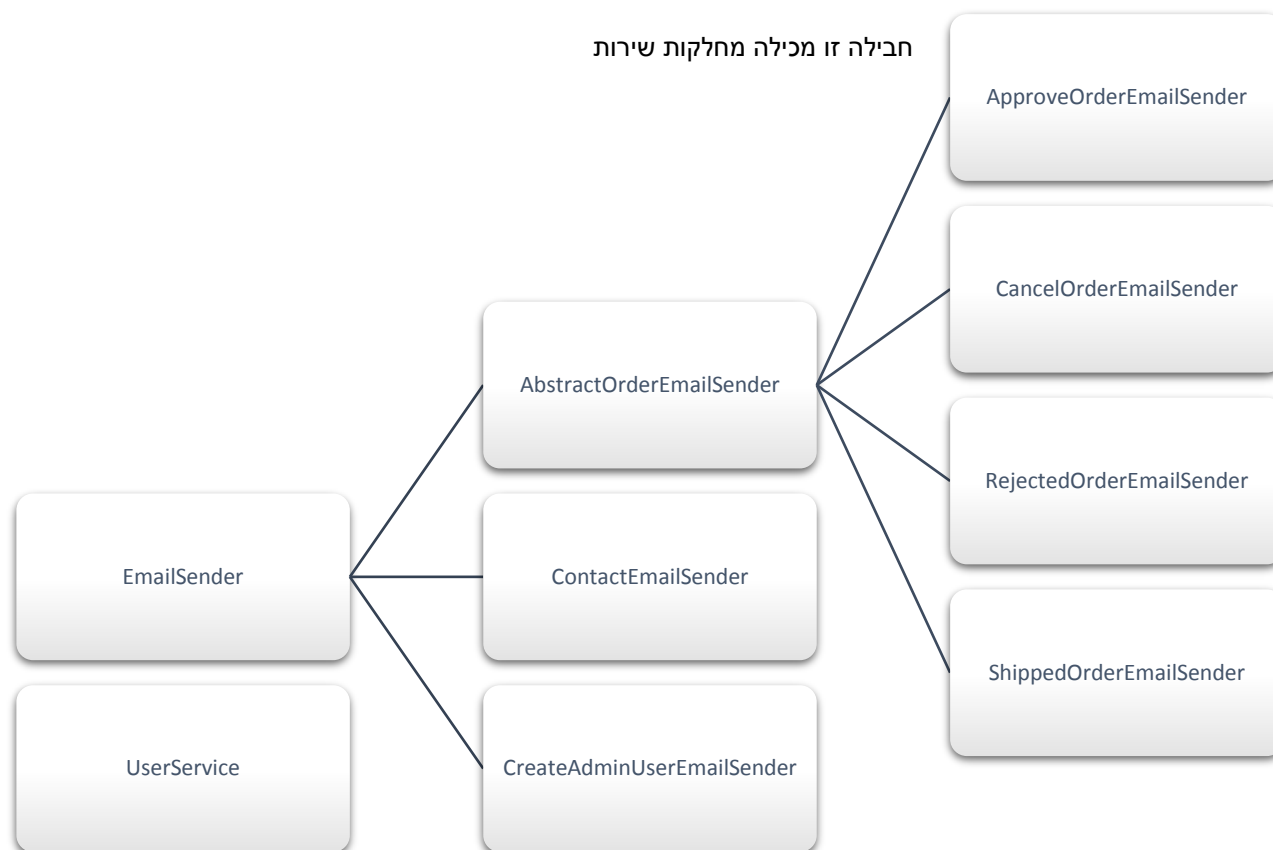 חבילה זו מכילה מחלקות שירות
ApproveOrderEmailSender
CancelOrderEmailSender
AbstractOrderEmailSender
RejectedOrderEmailSender
EmailSender
ContactEmailSender
ShippedOrderEmailSender
UserService
CreateAdminUserEmailSender